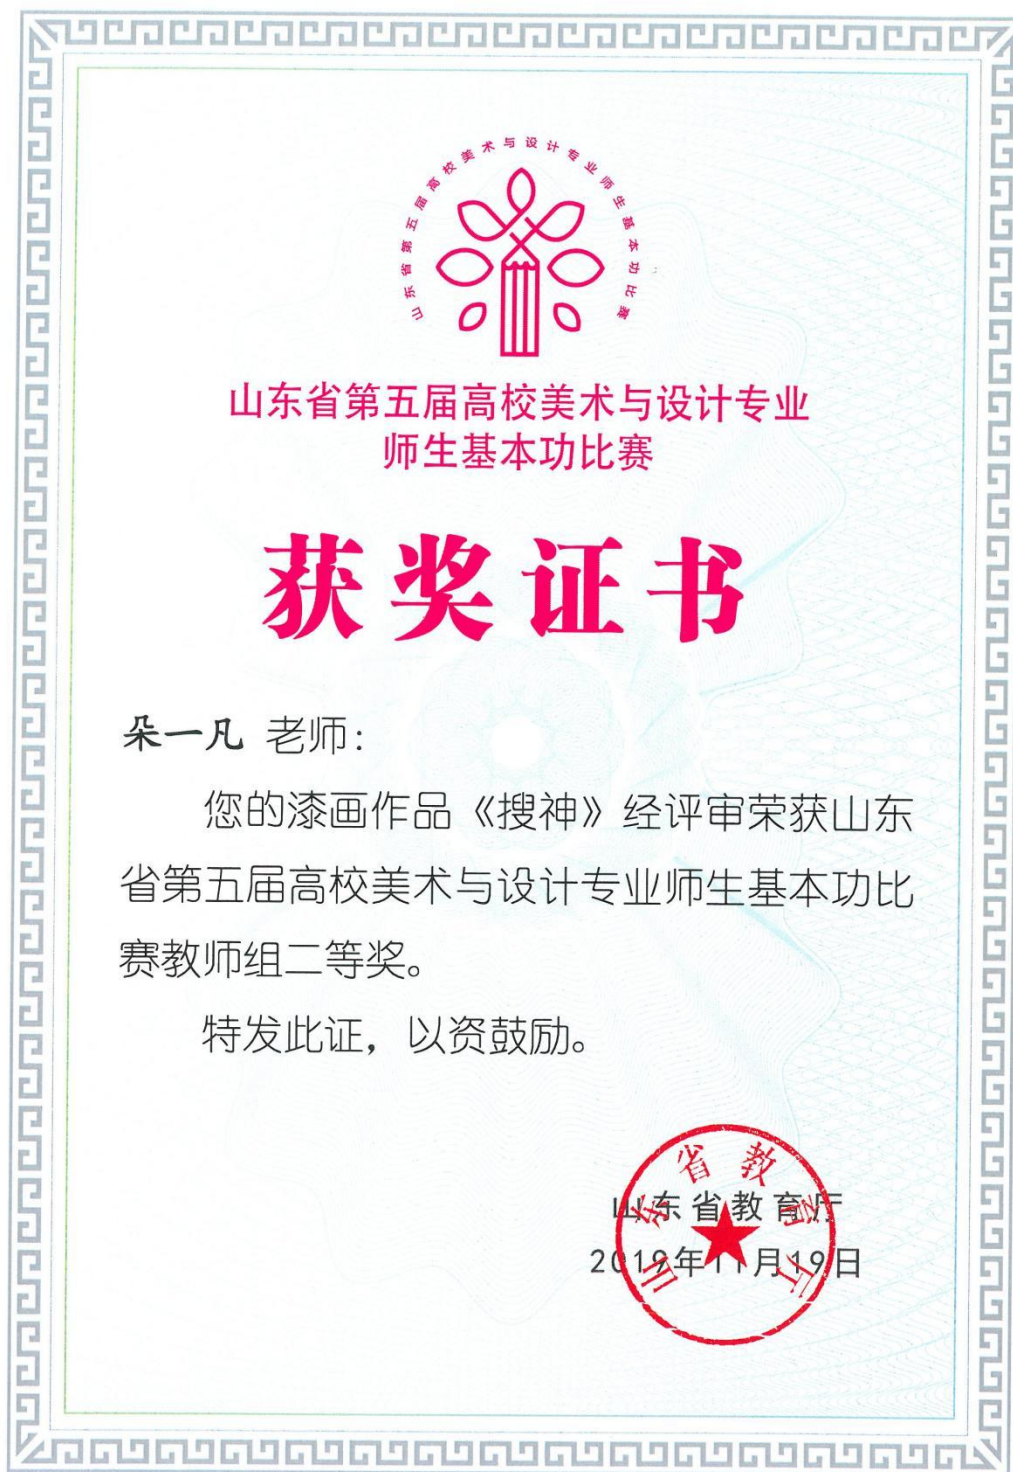 山东省第五届高校美术与设计专业师生基本功比赛
山东省第五届高校美术与设计专业
师生基本功比赛
获奖证书
朵一凡 老师：
您的漆画作品《搜神》经评审荣获山东
省第五届高校美术与设计专业师生基本功比
赛教师组二等奖。
特发此证，以资鼓励。
山东省教育厅
山东省教育厅
2019年11月19日